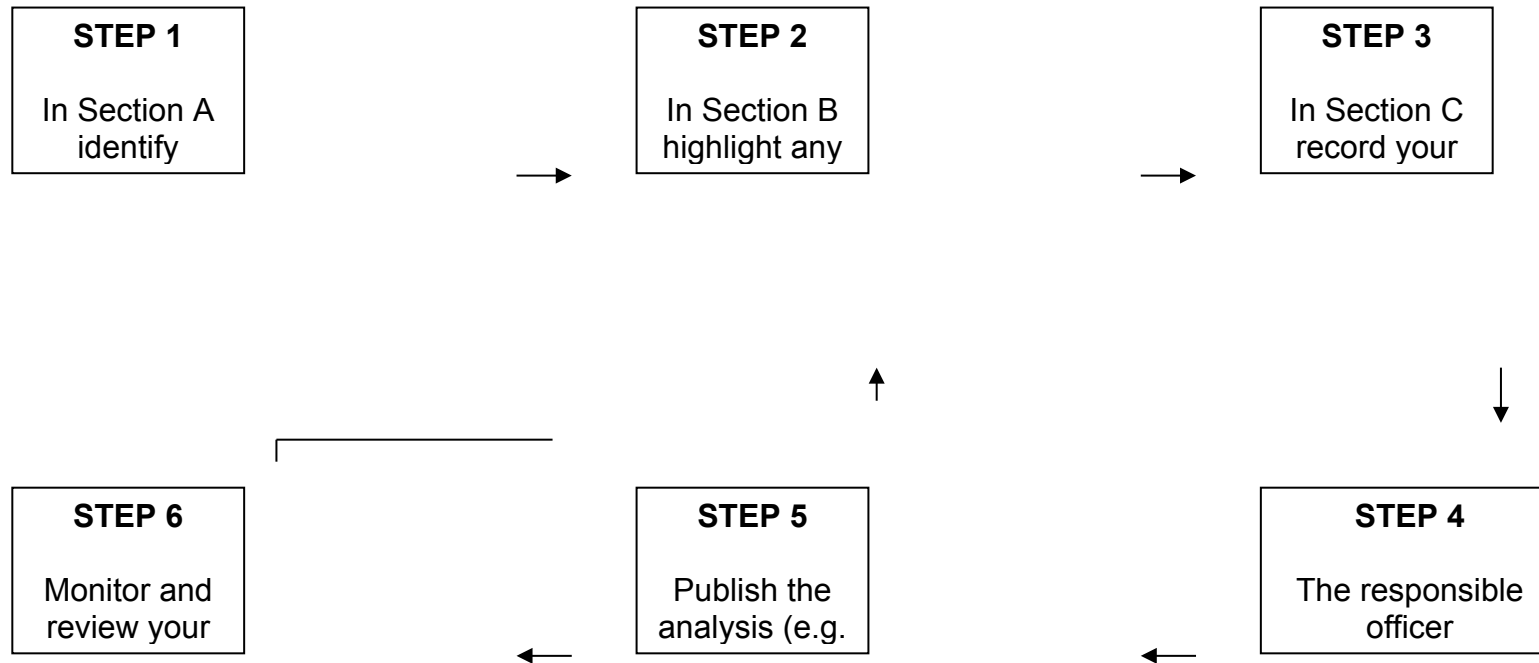 STEP 1
In Section A
identify
STEP 2
In Section B
highlight any
STEP 3
In Section C
record your
STEP 6
Monitor and
review your
STEP 5
Publish the
analysis (e.g.
STEP 4
The responsible
officer